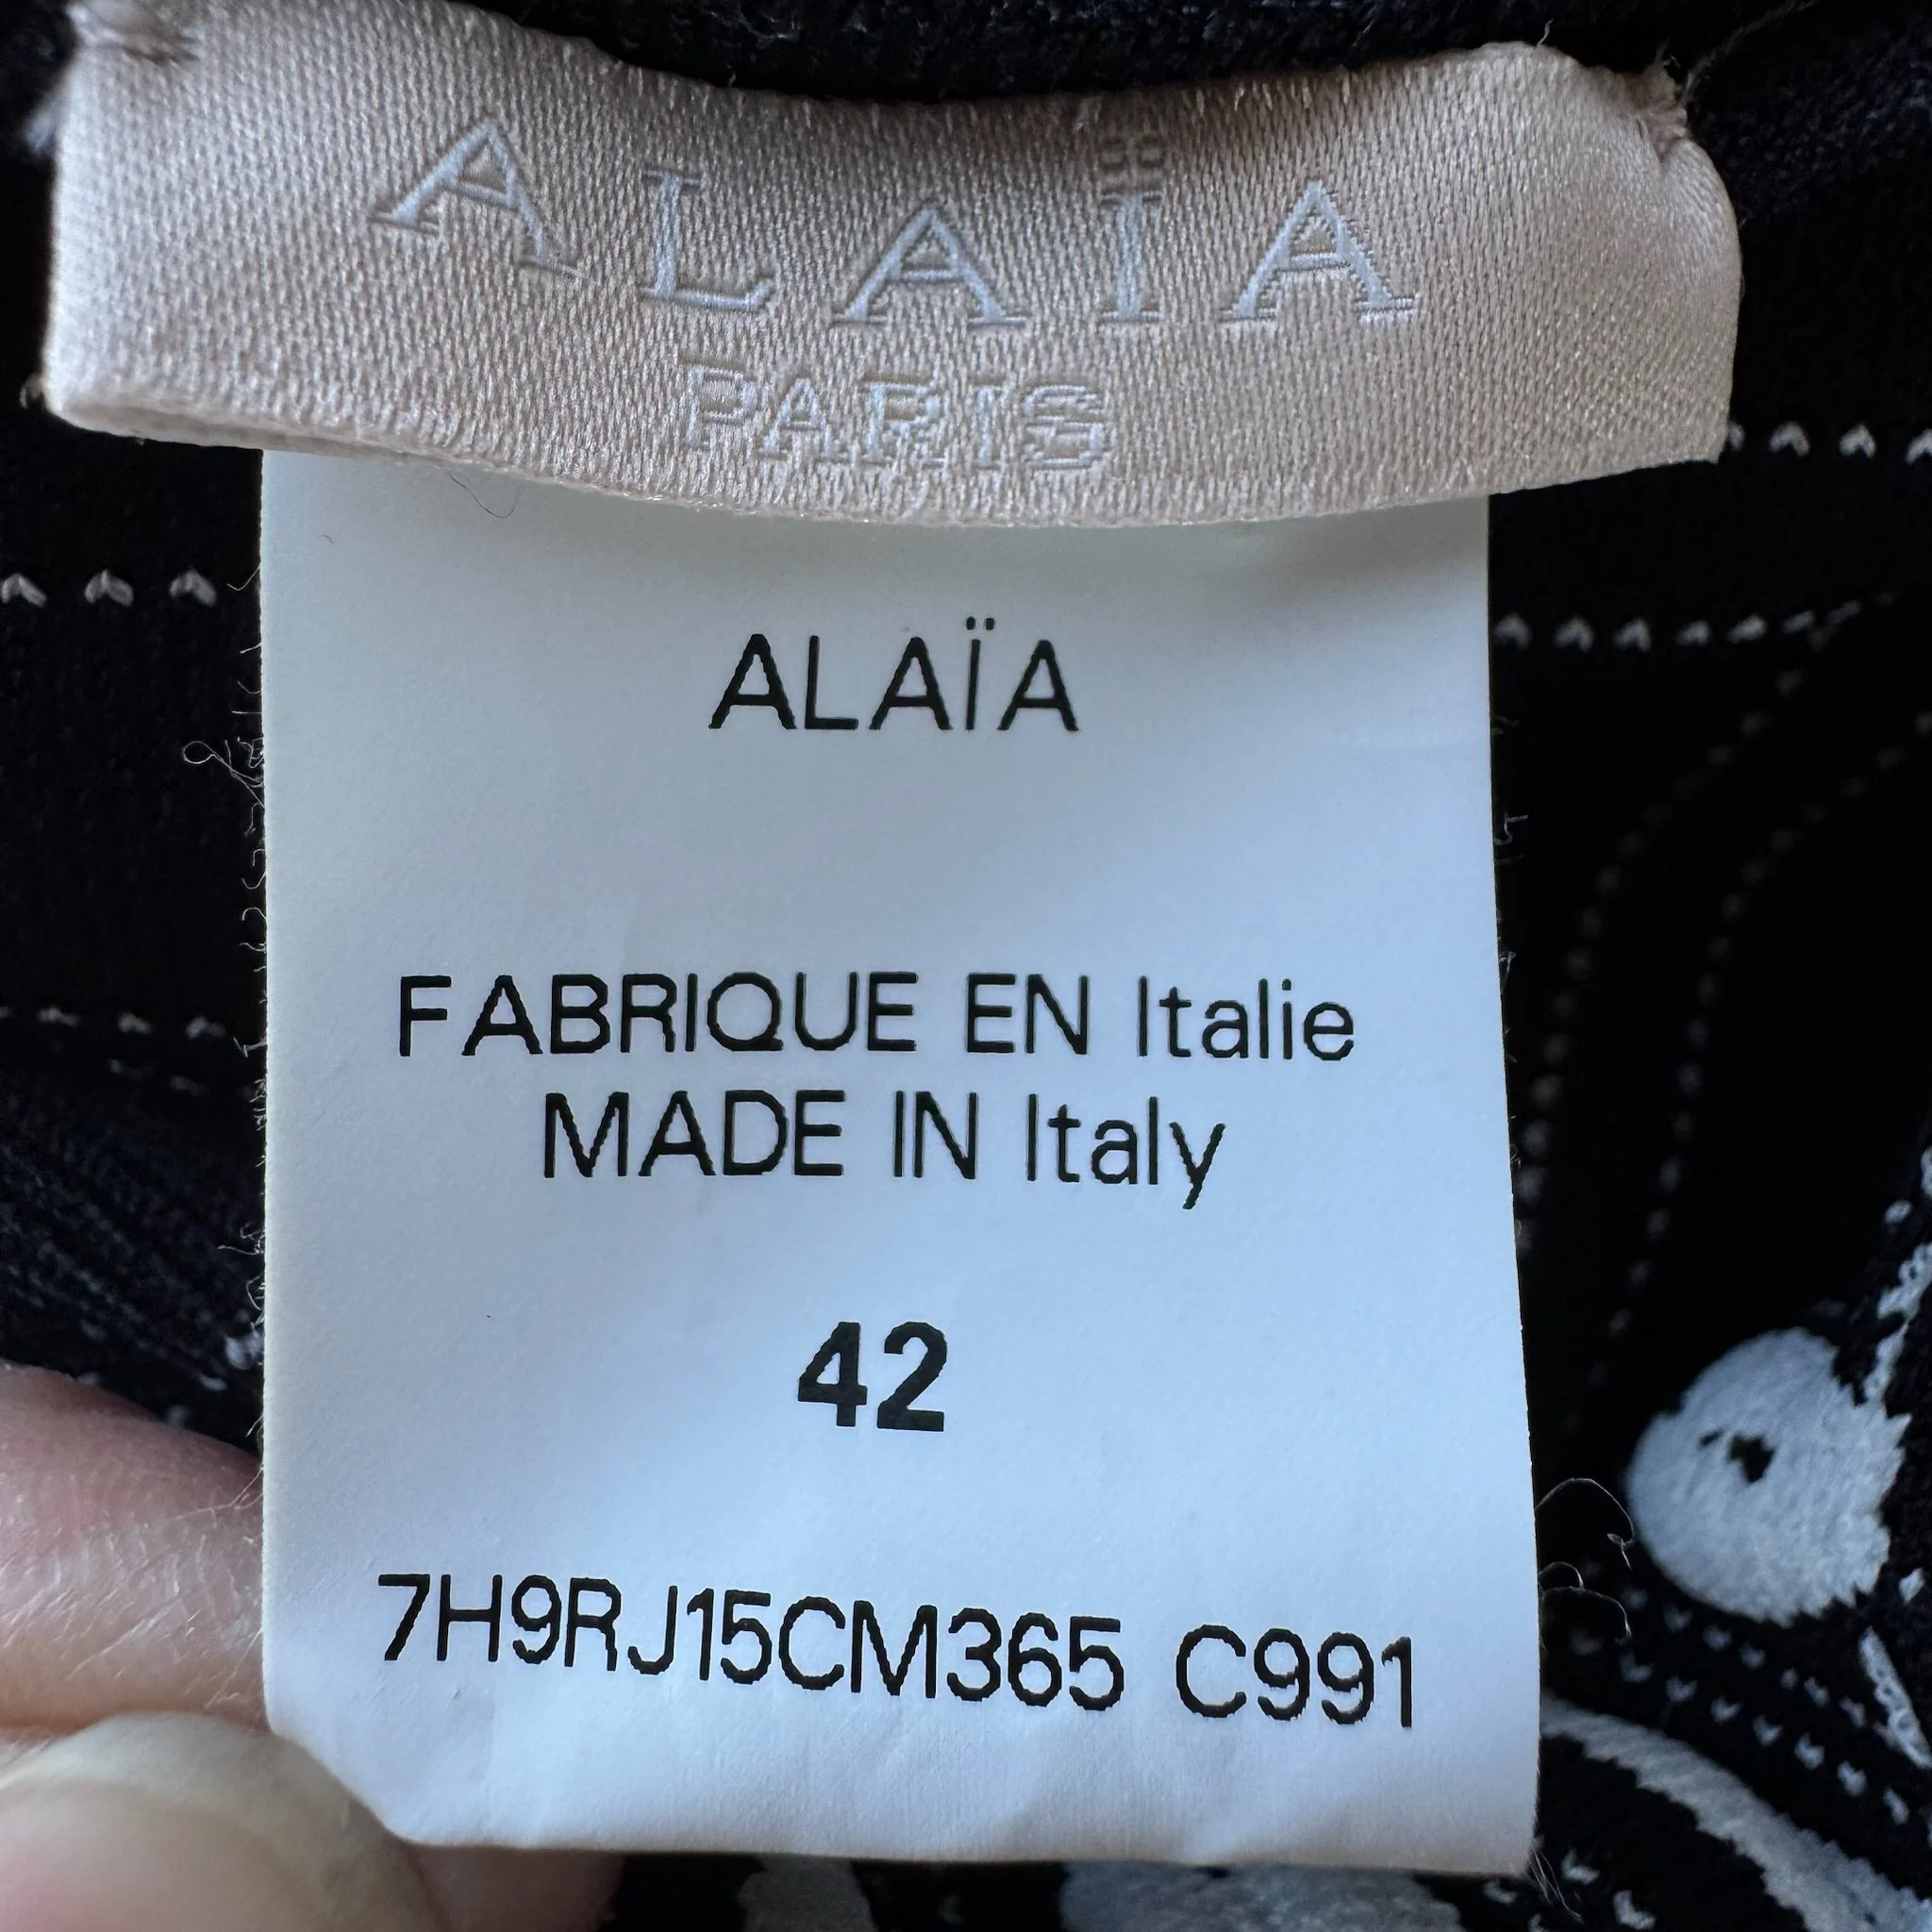 ALAÏA
PARIS
ALAÏA
FABRIQUE EN Italie
MADE IN Italy
42
7H9RJ15CM365 C991